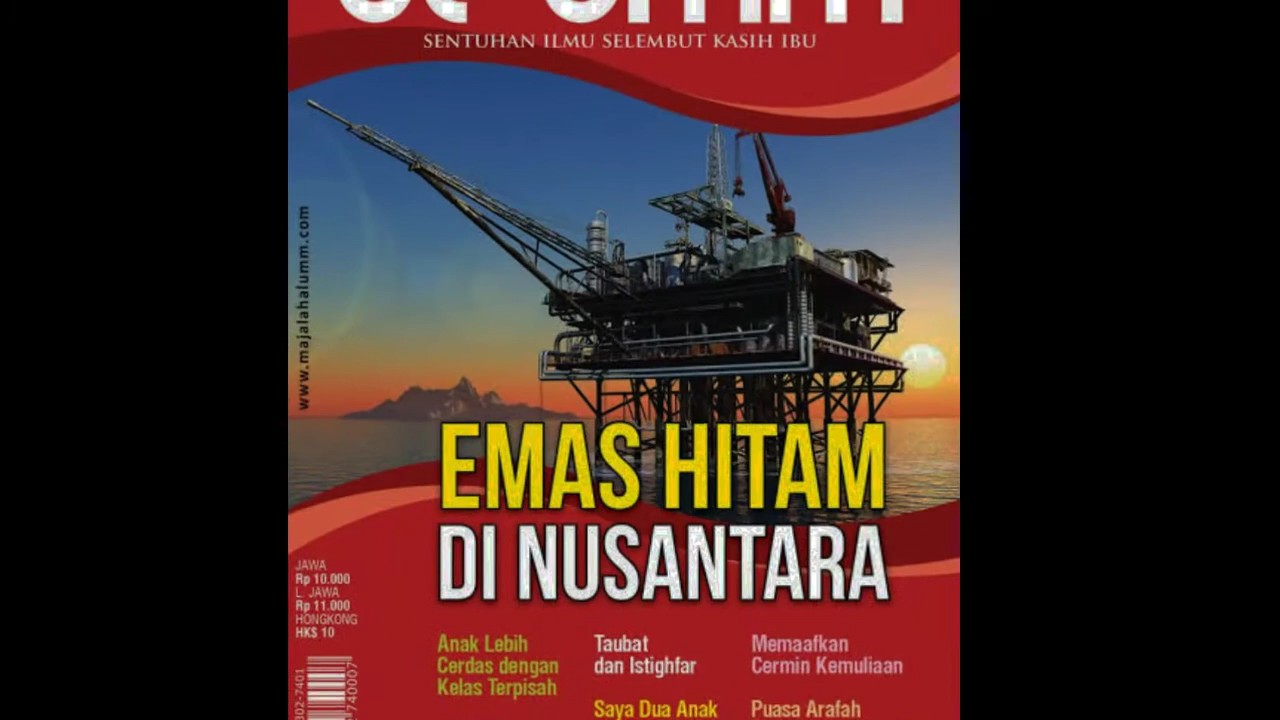 SENTUHAN ILMU SELEMBUT KASIH IBU
www.majalahalumm.com
EMAS HITAM
DI NUSANTARA
JAWA
Rp 10.000
L. JAWA
Rp 11.000
HONGKONG
HK$ 10
Anak Lebih
Cerdas dengan
Kelas Terpisah
Taubat
dan Istighfar
Saya Dua Anak
Memaafkan
Cermin Kemuliaan
Puasa Arafah